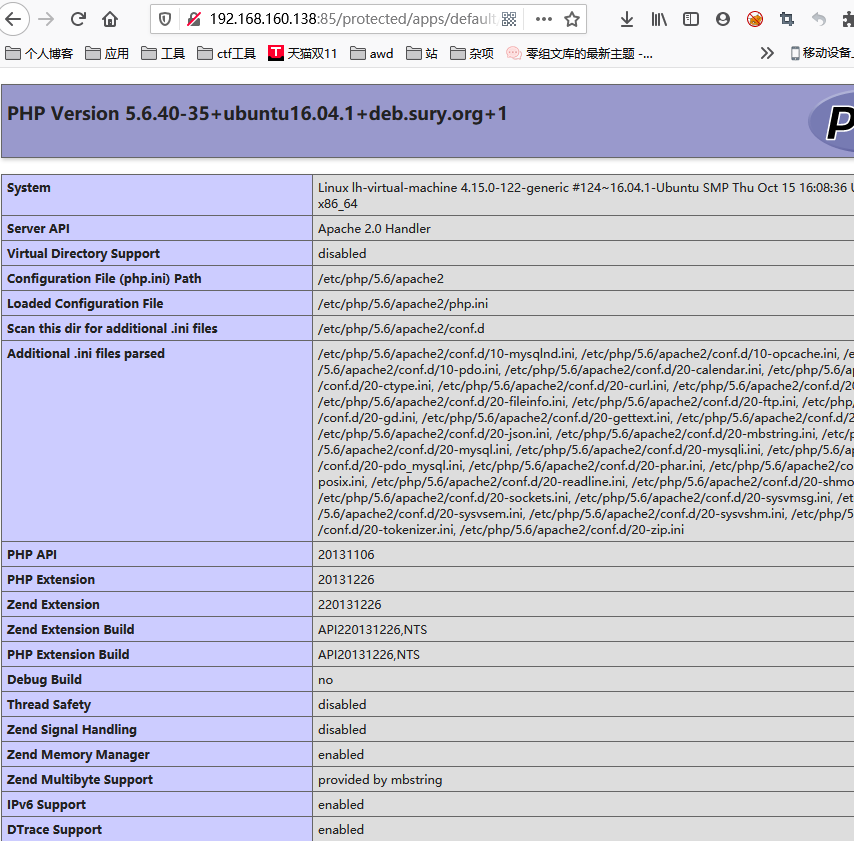 192.168.160.138:85/protected/apps/default
个人博客 应用 工具 ctf工具 T 天猫双11 awd 站 杂项 零组文库的最新主题 -... 移动设备上
PHP Version 5.6.40-35+ubuntu16.04.1+deb.sury.org+1
System Linux lh-virtual-machine 4.15.0-122-generic #124~16.04.1-Ubuntu SMP Thu Oct 15 16:08:36 U
x86_64
Server API Apache 2.0 Handler
Virtual Directory Support disabled
Configuration File (php.ini) Path /etc/php/5.6/apache2
Loaded Configuration File /etc/php/5.6/apache2/php.ini
Scan this dir for additional .ini files /etc/php/5.6/apache2/conf.d
Additional .ini files parsed /etc/php/5.6/apache2/conf.d/10-mysqlnd.ini, /etc/php/5.6/apache2/conf.d/10-opcache.ini, /e
/5.6/apache2/conf.d/10-pdo.ini, /etc/php/5.6/apache2/conf.d/20-calendar.ini, /etc/php/5.6/ap
/conf.d/20-ctype.ini, /etc/php/5.6/apache2/conf.d/20-curl.ini, /etc/php/5.6/apache2/conf.d/20
/etc/php/5.6/apache2/conf.d/20-fileinfo.ini, /etc/php/5.6/apache2/conf.d/20-ftp.ini, /etc/php/
/conf.d/20-gd.ini, /etc/php/5.6/apache2/conf.d/20-gettext.ini, /etc/php/5.6/apache2/conf.d/2
/etc/php/5.6/apache2/conf.d/20-json.ini, /etc/php/5.6/apache2/conf.d/20-mbstring.ini, /etc/p
/5.6/apache2/conf.d/20-mysql.ini, /etc/php/5.6/apache2/conf.d/20-mysqli.ini, /etc/php/5.6/ap
/conf.d/20-pdo_mysql.ini, /etc/php/5.6/apache2/conf.d/20-phar.ini, /etc/php/5.6/apache2/co
posix.ini, /etc/php/5.6/apache2/conf.d/20-readline.ini, /etc/php/5.6/apache2/conf.d/20-shmo
/etc/php/5.6/apache2/conf.d/20-sockets.ini, /etc/php/5.6/apache2/conf.d/20-sysvmsg.ini, /et
/5.6/apache2/conf.d/20-sysvsem.ini, /etc/php/5.6/apache2/conf.d/20-sysvshm.ini, /etc/php/5
/conf.d/20-tokenizer.ini, /etc/php/5.6/apache2/conf.d/20-zip.ini
PHP API 20131106
PHP Extension 20131226
Zend Extension 220131226
Zend Extension Build API220131226,NTS
PHP Extension Build API20131226,NTS
Debug Build no
Thread Safety disabled
Zend Signal Handling disabled
Zend Memory Manager enabled
Zend Multibyte Support provided by mbstring
IPv6 Support enabled
DTrace Support enabled